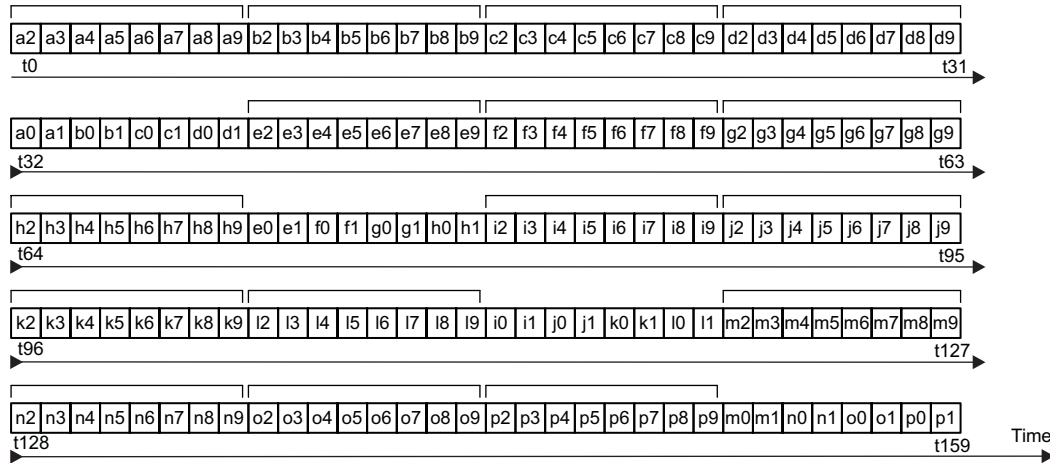 a2 a3 a4 a5 a6 a7 a8 a9 b2 b3 b4 b5 b6 b7 b8 b9 c2 c3 c4 c5 c6 c7 c8 c9 d2 d3 d4 d5 d6 d7 d8 d9
t0 t31
a0 a1 b0 b1 c0 c1 d0 d1 e2 e3 e4 e5 e6 e7 e8 e9 f2 f3 f4 f5 f6 f7 f8 f9 g2 g3 g4 g5 g6 g7 g8 g9
t32 t63
h2 h3 h4 h5 h6 h7 h8 h9 e0 e1 f0 f1 g0 g1 h0 h1 i2 i3 i4 i5 i6 i7 i8 i9 j2 j3 j4 j5 j6 j7 j8 j9
t64 t95
k2 k3 k4 k5 k6 k7 k8 k9 l2 l3 l4 l5 l6 l7 l8 l9 i0 i1 j0 j1 k0 k1 l0 l1 m2 m3 m4 m5 m6 m7 m8 m9
t96 t127
n2 n3 n4 n5 n6 n7 n8 n9 o2 o3 o4 o5 o6 o7 o8 o9 p2 p3 p4 p5 p6 p7 p8 p9 m0 m1 n0 n1 o0 o1 p0 p1
t128 t159 Time